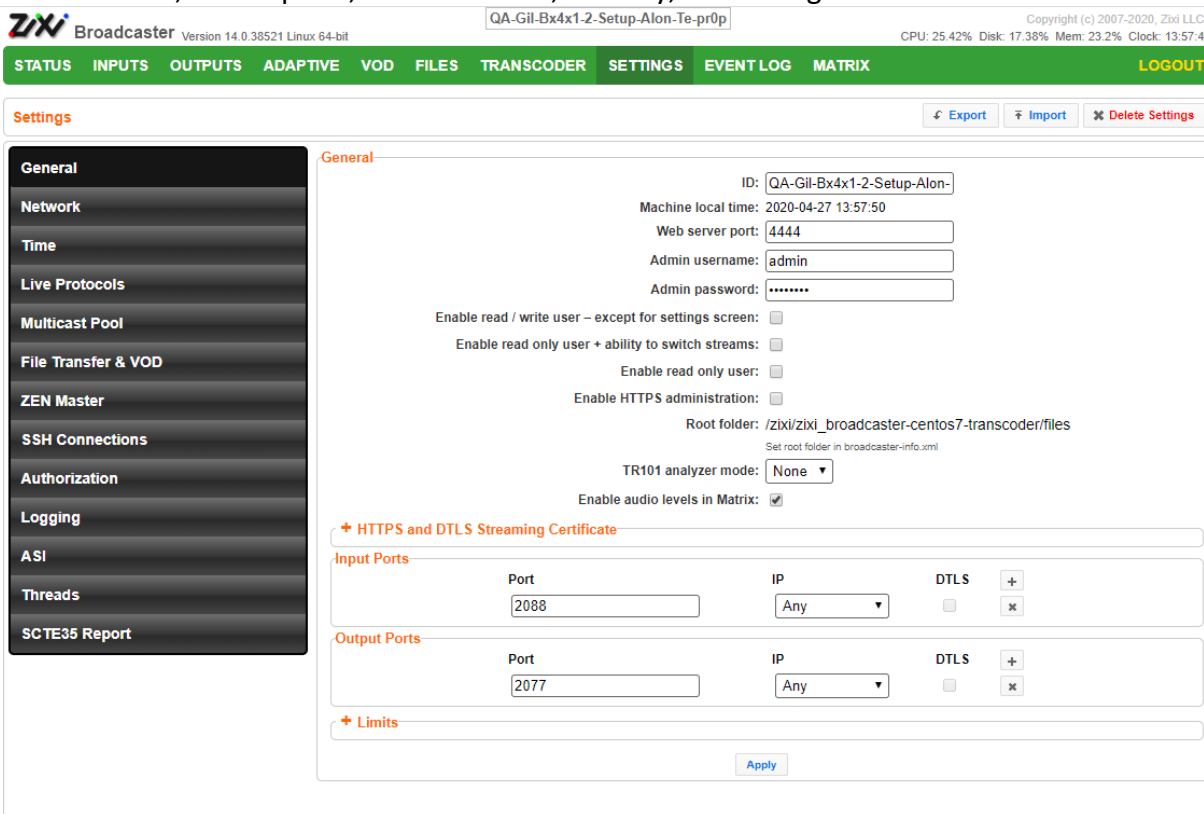 ZiXi Broadcaster Version 14.0.38521 Linux 64-bit
QA-Gil-Bx4x1-2-Setup-Alon-Te-pr0p
Copyright (c) 2007-2020, Zixi LLC
CPU: 25.42% Disk: 17.38% Mem: 23.2% Clock: 13:57:4
STATUS INPUTS OUTPUTS ADAPTIVE VOD FILES TRANSCODER SETTINGS EVENT LOG MATRIX LOGOUT
Settings
Export Import Delete Settings
General
Network
Time
Live Protocols
Multicast Pool
File Transfer & VOD
ZEN Master
SSH Connections
Authorization
Logging
ASI
Threads
SCTE35 Report
General
ID: QA-Gil-Bx4x1-2-Setup-Alon-
Machine local time: 2020-04-27 13:57:50
Web server port: 4444
Admin username: admin
Admin password: ••••••••
Enable read / write user – except for settings screen:
Enable read only user + ability to switch streams:
Enable read only user:
Enable HTTPS administration:
Root folder: /zixi/zixi_broadcaster-centos7-transcoder/files
Set root folder in broadcaster-info.xml
TR101 analyzer mode: None
Enable audio levels in Matrix:
+ HTTPS and DTLS Streaming Certificate
Input Ports
Port IP DTLS +
2088 Any
Output Ports
Port IP DTLS +
2077 Any
+ Limits
Apply